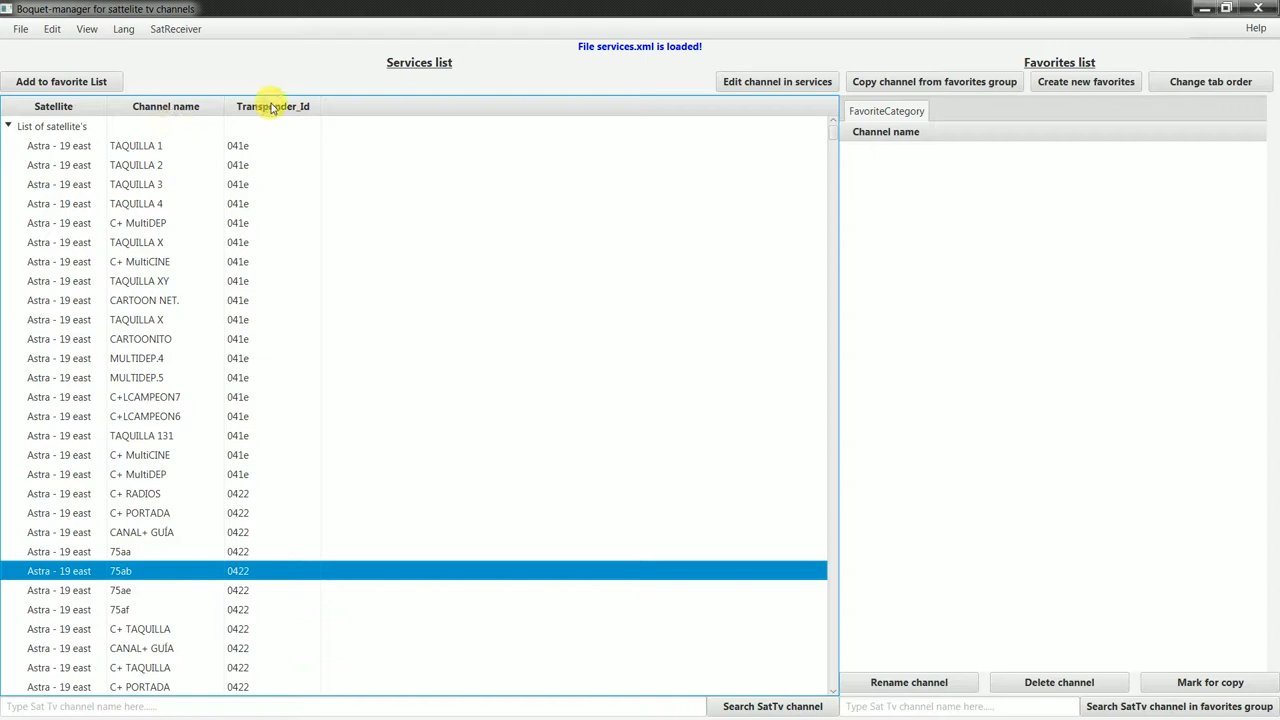 Boquet-manager for sattelite tv channels
File Edit View Lang SatReceiver Help
File services.xml is loaded!
Services list
Favorites list
Add to favorite List
Edit channel in services
Copy channel from favorites group
Create new favorites
Change tab order
Satellite Channel name Transponder_Id
FavoriteCategory
Channel name
List of satellite's
Astra - 19 east TAQUILLA 1 041e
Astra - 19 east TAQUILLA 2 041e
Astra - 19 east TAQUILLA 3 041e
Astra - 19 east TAQUILLA 4 041e
Astra - 19 east C+ MultiDEP 041e
Astra - 19 east TAQUILLA X 041e
Astra - 19 east C+ MultiCINE 041e
Astra - 19 east TAQUILLA XY 041e
Astra - 19 east CARTOON NET. 041e
Astra - 19 east TAQUILLA X 041e
Astra - 19 east CARTOONITO 041e
Astra - 19 east MULTIDEP.4 041e
Astra - 19 east MULTIDEP.5 041e
Astra - 19 east C+LCAMPEON7 041e
Astra - 19 east C+LCAMPEON6 041e
Astra - 19 east TAQUILLA 131 041e
Astra - 19 east C+ MultiCINE 041e
Astra - 19 east C+ MultiDEP 041e
Astra - 19 east C+ RADIOS 0422
Astra - 19 east C+ PORTADA 0422
Astra - 19 east CANAL+ GUÍA 0422
Astra - 19 east 75aa 0422
Astra - 19 east 75ab 0422
Astra - 19 east 75ae 0422
Astra - 19 east 75af 0422
Astra - 19 east C+ TAQUILLA 0422
Astra - 19 east CANAL+ GUÍA 0422
Astra - 19 east C+ TAQUILLA 0422
Astra - 19 east C+ PORTADA 0422
Rename channel
Delete channel
Mark for copy
Type Sat Tv channel name here.....
Search SatTv channel
Type SatTv channel name here.....
Search SatTv channel in favorites group